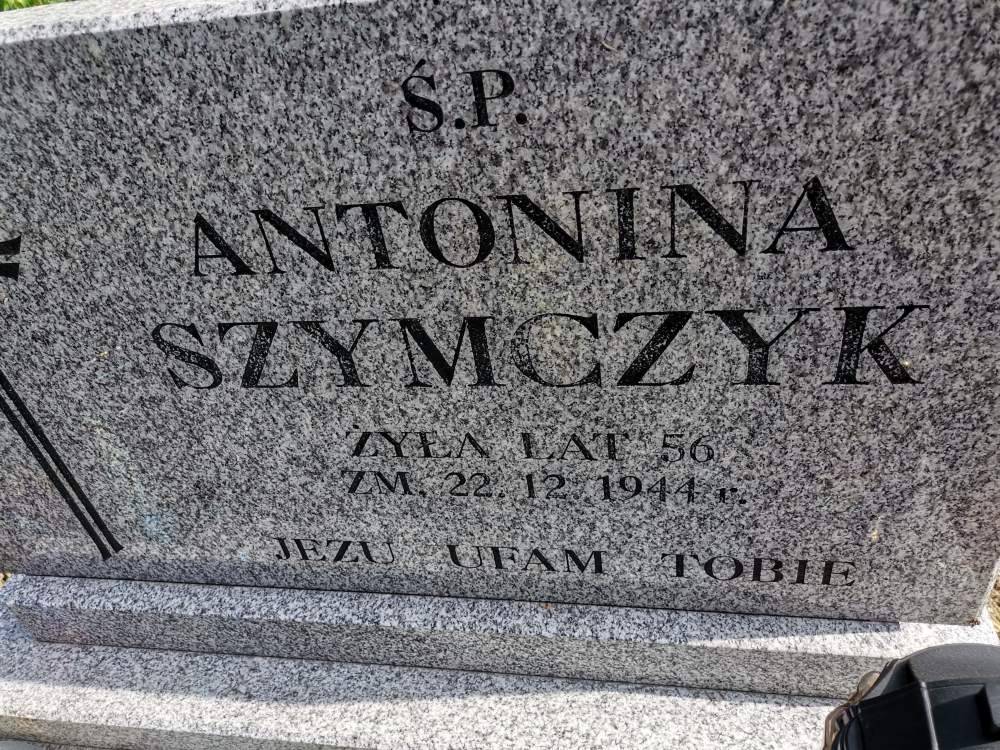 Ś.P.
ANTONINA
SZYMCZYK
ŻYŁA LAT 56
ZM. 22.12.1944 r.
JEZU UFAM TOBIE